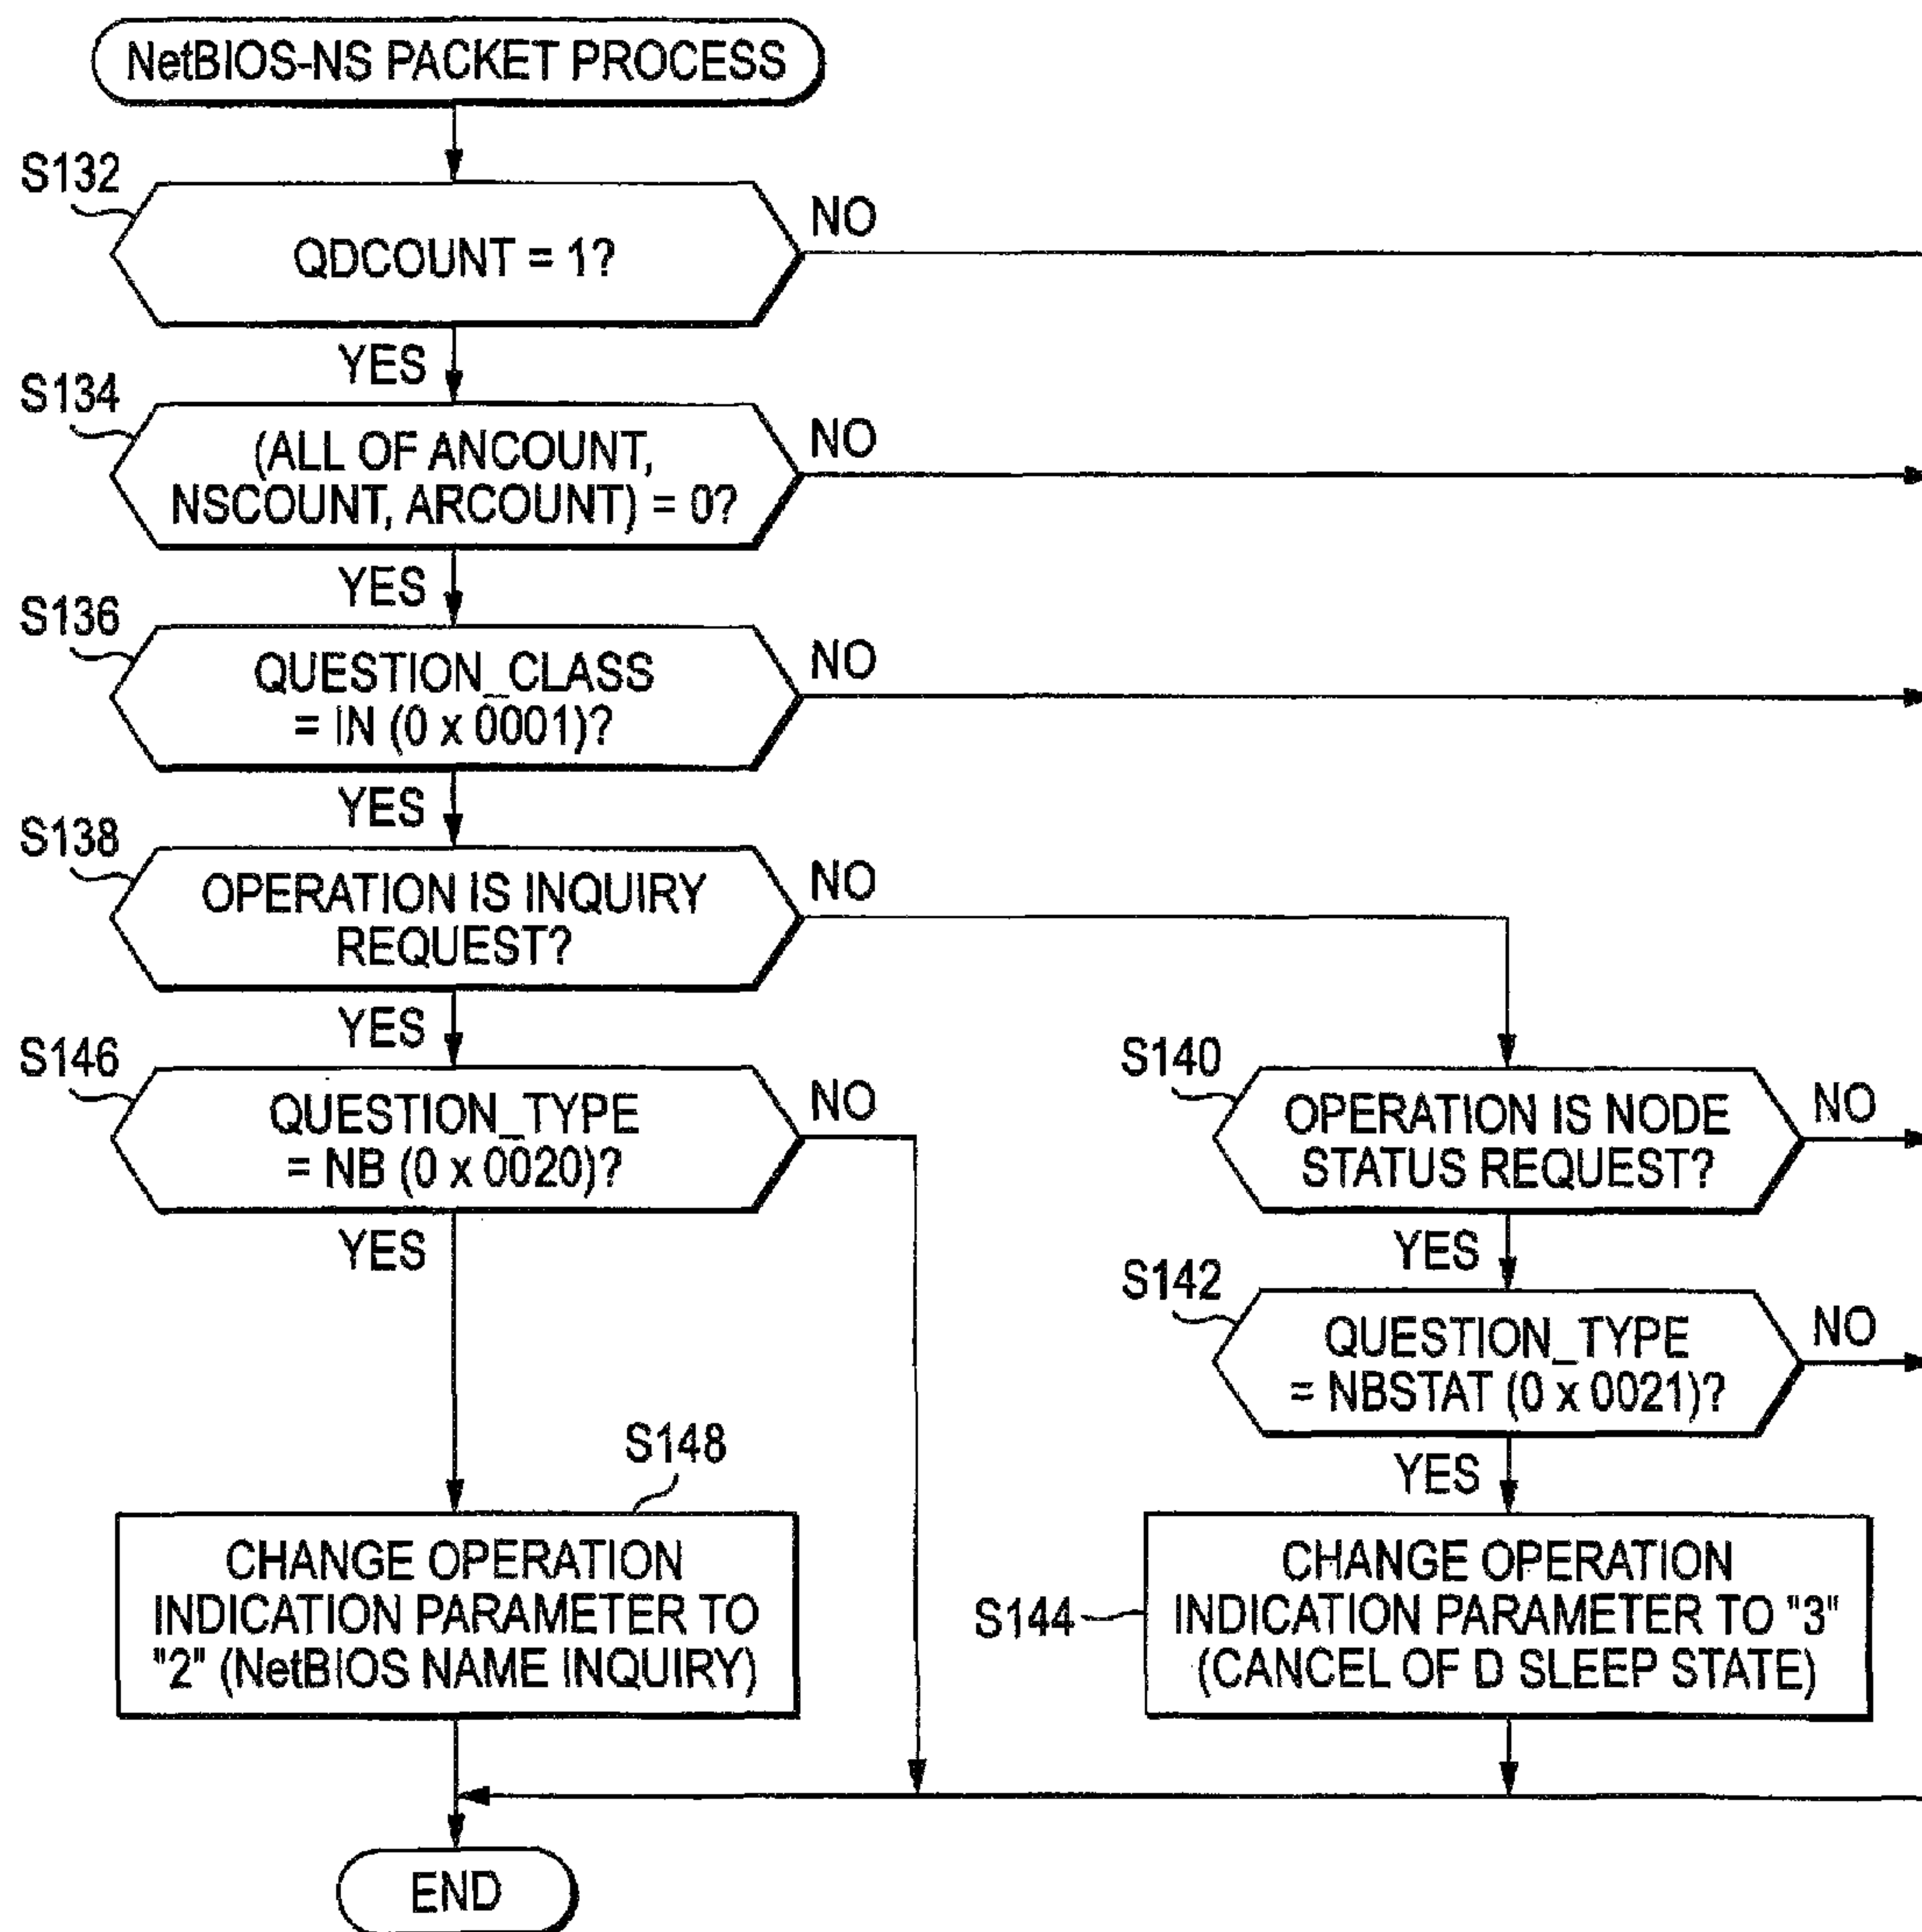 NetBIOS-NS PACKET PROCESS
S132
QDCOUNT = 1?
NO
YES
S134
(ALL OF ANCOUNT,
NSCOUNT, ARCOUNT) = 0?
NO
YES
S136
QUESTION_CLASS
= IN (0 x 0001)?
NO
YES
S138
OPERATION IS INQUIRY
REQUEST?
NO
YES
S146
QUESTION_TYPE
= NB (0 x 0020)?
NO
YES
S140
OPERATION IS NODE
STATUS REQUEST?
NO
YES
S142
QUESTION_TYPE
= NBSTAT (0 x 0021)?
NO
YES
S148
CHANGE OPERATION
INDICATION PARAMETER TO
"2" (NetBIOS NAME INQUIRY)
S144
CHANGE OPERATION
INDICATION PARAMETER TO "3"
(CANCEL OF D SLEEP STATE)
END